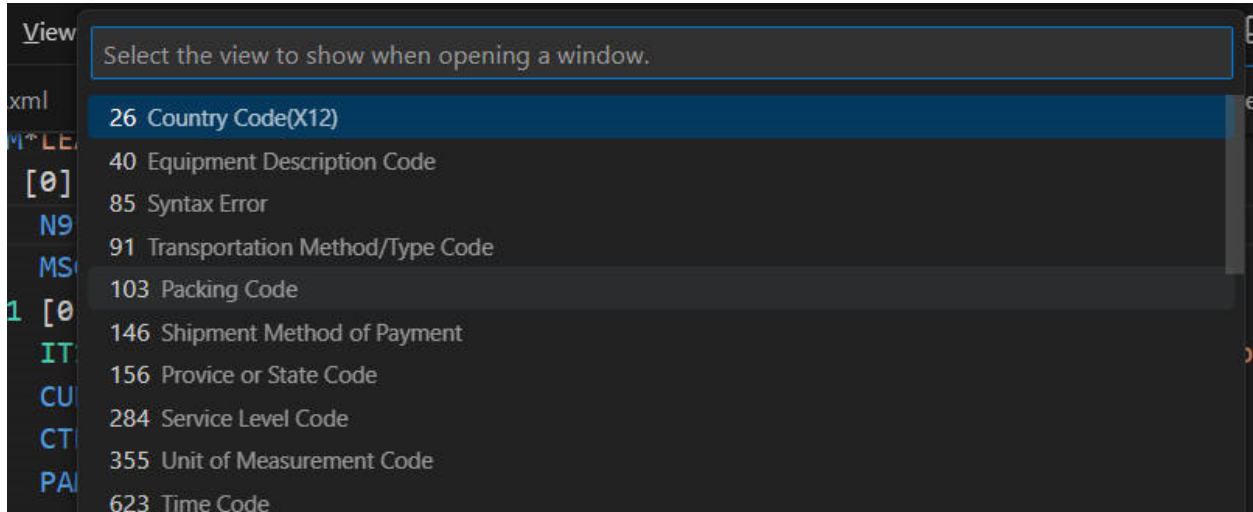 View
Select the view to show when opening a window.
.xml
26 Country Code(X12)
M*LEA
40 Equipment Description Code
[0]
85 Syntax Error
N9
91 Transportation Method/Type Code
MS
103 Packing Code
1 [0
146 Shipment Method of Payment
IT
156 Provice or State Code
CU
284 Service Level Code
CT
355 Unit of Measurement Code
PA
623 Time Code